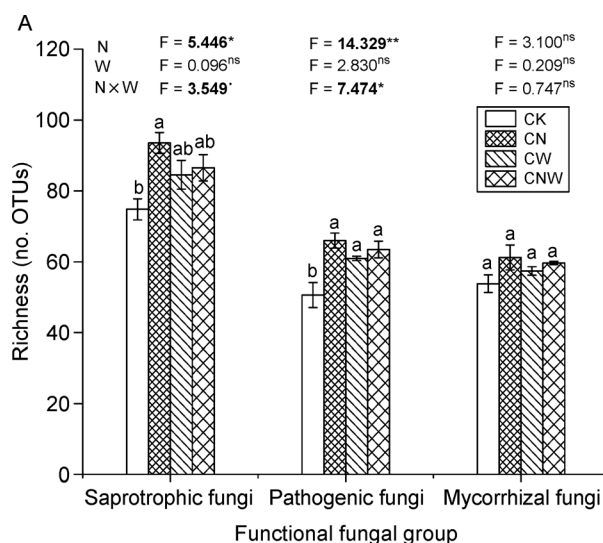 A
N F = 5.446* F = 14.329** F = 3.100ns
W F = 0.096ns F = 2.830ns F = 0.209ns
N×W F = 3.549· F = 7.474* F = 0.747ns
CK
CN
CW
CNW
b a ab ab
b a a a
a a a a
120
100
80
60
40
20
0
Richness (no. OTUs)
Saprotrophic fungi Pathogenic fungi Mycorrhizal fungi
Functional fungal group